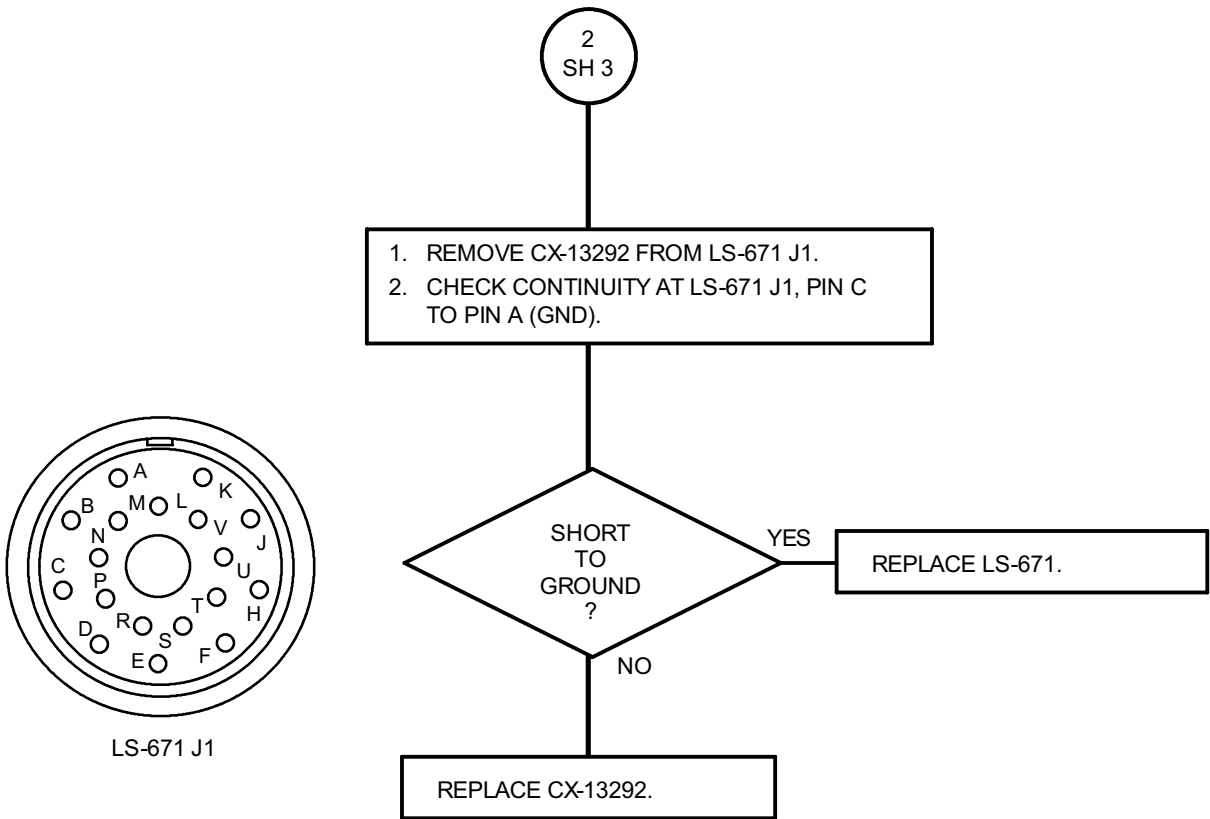 2
SH 3
1. REMOVE CX-13292 FROM LS-671 J1.
2. CHECK CONTINUITY AT LS-671 J1, PIN C
TO PIN A (GND).
A
K
B
M
L
V
J
N
C
P
U
T
H
D
R
S
F
E
LS-671 J1
SHORT
TO
GROUND
?
YES
REPLACE LS-671.
NO
REPLACE CX-13292.